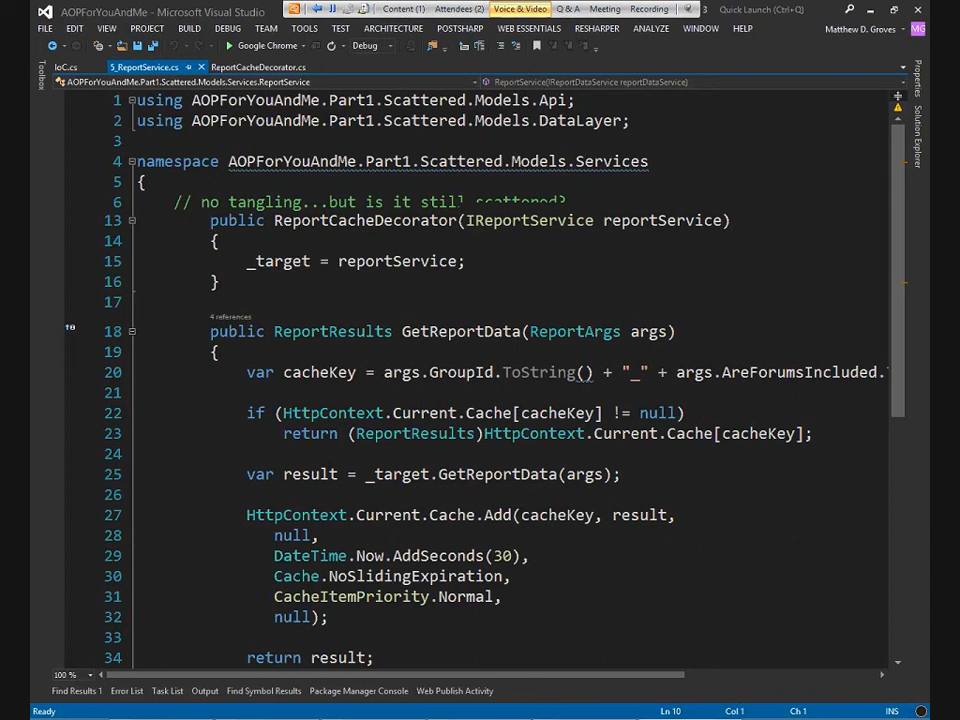 AOPForYouAndMe - Microsoft Visual Studio
Content (1) Attendees (2) Voice & Video Q & A Meeting Recording
3 Quick Launch (Ctrl+Q)
FILE EDIT VIEW PROJECT BUILD DEBUG TEAM TOOLS ARCHITECTURE POSTSHARP WEB ESSENTIALS RESHARPER ANALYZE WINDOW HELP Matthew D. Groves MG
Google Chrome Debug
Toolbox
IoC.cs 5_ReportService.cs ReportCacheDecorator.cs
AOPForYouAndMe.Part1.Scattered.Models.Services.ReportService ReportService(IReportDataService reportDataService)
Properties
Solution Explorer
1 using AOPForYouAndMe.Part1.Scattered.Models.Api;
2 using AOPForYouAndMe.Part1.Scattered.Models.DataLayer;
3
4 namespace AOPForYouAndMe.Part1.Scattered.Models.Services
5 {
6 // no tangling...but is it still scattered?
13 public ReportCacheDecorator(IReportService reportService)
14 {
15 _target = reportService;
16 }
17
4 references
18 public ReportResults GetReportData(ReportArgs args)
19 {
20 var cacheKey = args.GroupId.ToString() + "_" + args.AreForumsIncluded.
21
22 if (HttpContext.Current.Cache[cacheKey] != null)
23 return (ReportResults)HttpContext.Current.Cache[cacheKey];
24
25 var result = _target.GetReportData(args);
26
27 HttpContext.Current.Cache.Add(cacheKey, result,
28 null,
29 DateTime.Now.AddSeconds(30),
30 Cache.NoSlidingExpiration,
31 CacheItemPriority.Normal,
32 null);
33
34 return result;
100 %
Find Results 1 Error List Task List Output Find Symbol Results Package Manager Console Web Publish Activity
Ready Ln 10 Col 1 Ch 1 INS